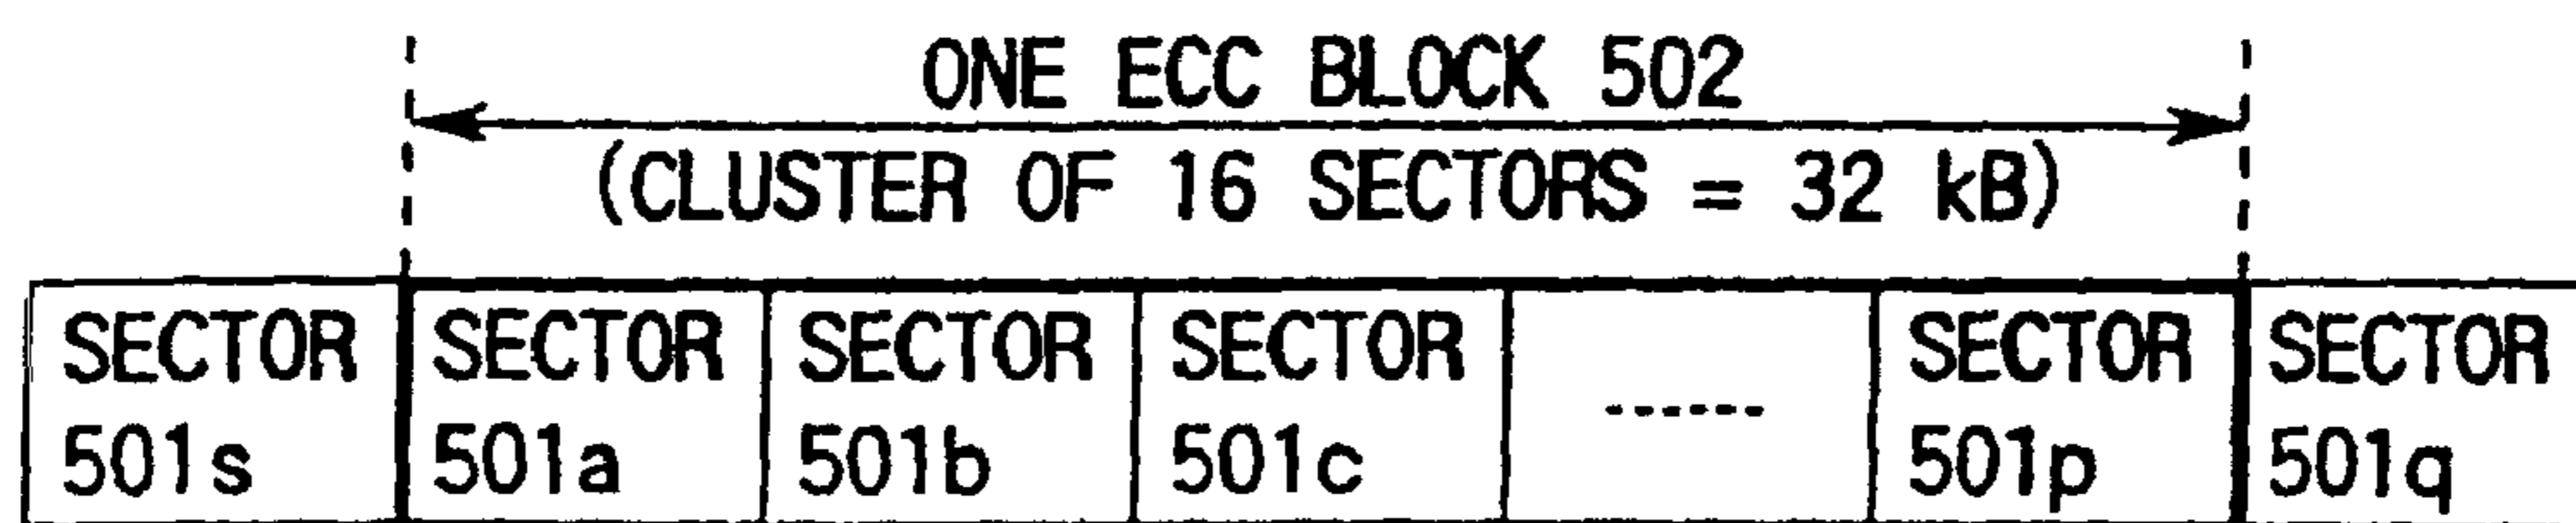 ONE ECC BLOCK 502
(CLUSTER OF 16 SECTORS = 32 kB)
SECTOR SECTOR SECTOR SECTOR ------ SECTOR SECTOR
501s 501a 501b 501c 501p 501q